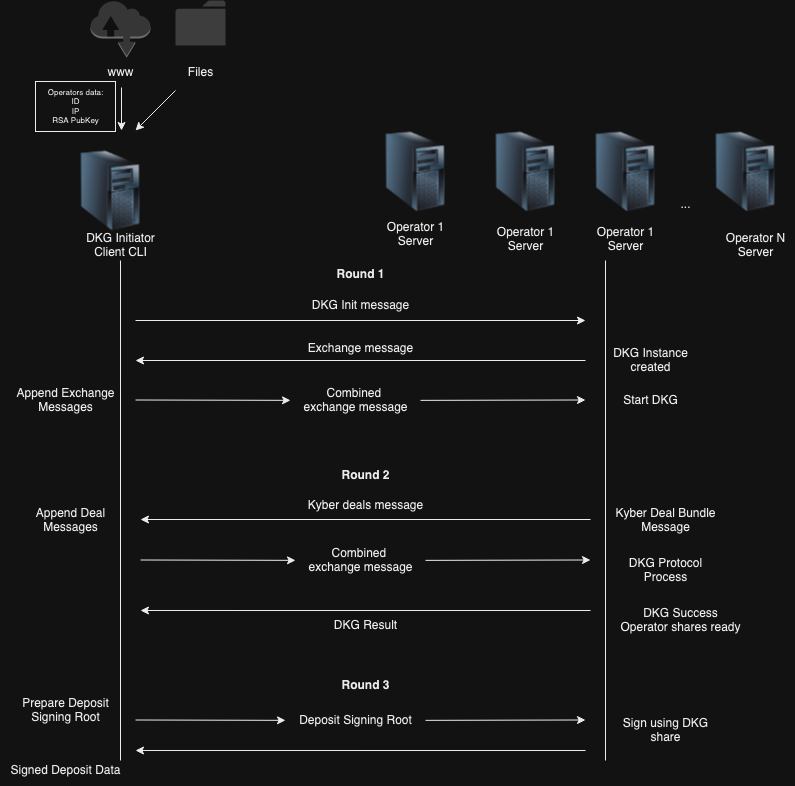 www
Files
Operators data:
ID
IP
RSA PubKey
DKG Initiator
Client CLI
Operator 1
Server
Operator 1
Server
Operator 1
Server
...
Operator N
Server
Round 1
DKG Init message
Exchange message
DKG Instance
created
Append Exchange
Messages
Combined
exchange message
Start DKG
Round 2
Kyber deals message
Append Deal
Messages
Kyber Deal Bundle
Message
Combined
exchange message
DKG Protocol
Process
DKG Success
Operator shares ready
DKG Result
Round 3
Prepare Deposit
Signing Root
Deposit Signing Root
Sign using DKG
share
Signed Deposit Data